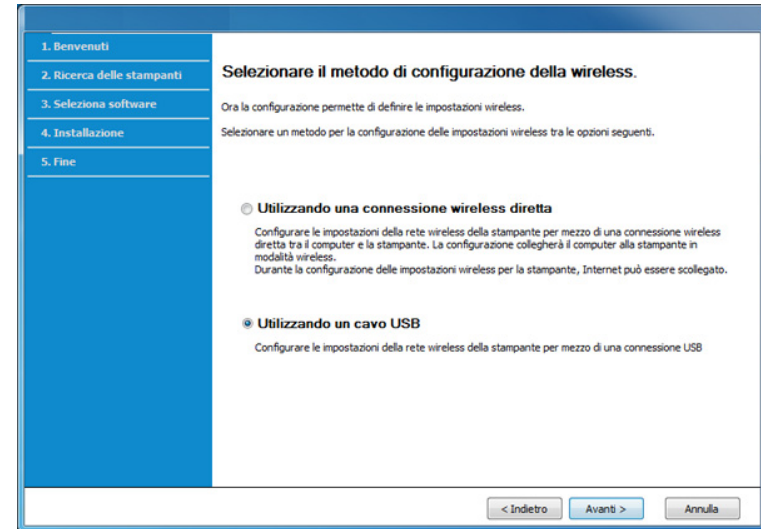 1. Benvenuti
2. Ricerca delle stampanti
3. Seleziona software
4. Installazione
5. Fine
Selezionare il metodo di configurazione della wireless.
Ora la configurazione permette di definire le impostazioni wireless.
Selezionare un metodo per la configurazione delle impostazioni wireless tra le opzioni seguenti.
Utilizzando una connessione wireless diretta
Configurare le impostazioni della rete wireless della stampante per mezzo di una connessione wireless
diretta tra il computer e la stampante. La configurazione collegherà il computer alla stampante in
modalità wireless.
Durante la configurazione delle impostazioni wireless per la stampante, Internet può essere scollegato.
Utilizzando un cavo USB
Configurare le impostazioni della rete wireless della stampante per mezzo di una connessione USB
< Indietro Avanti > Annulla